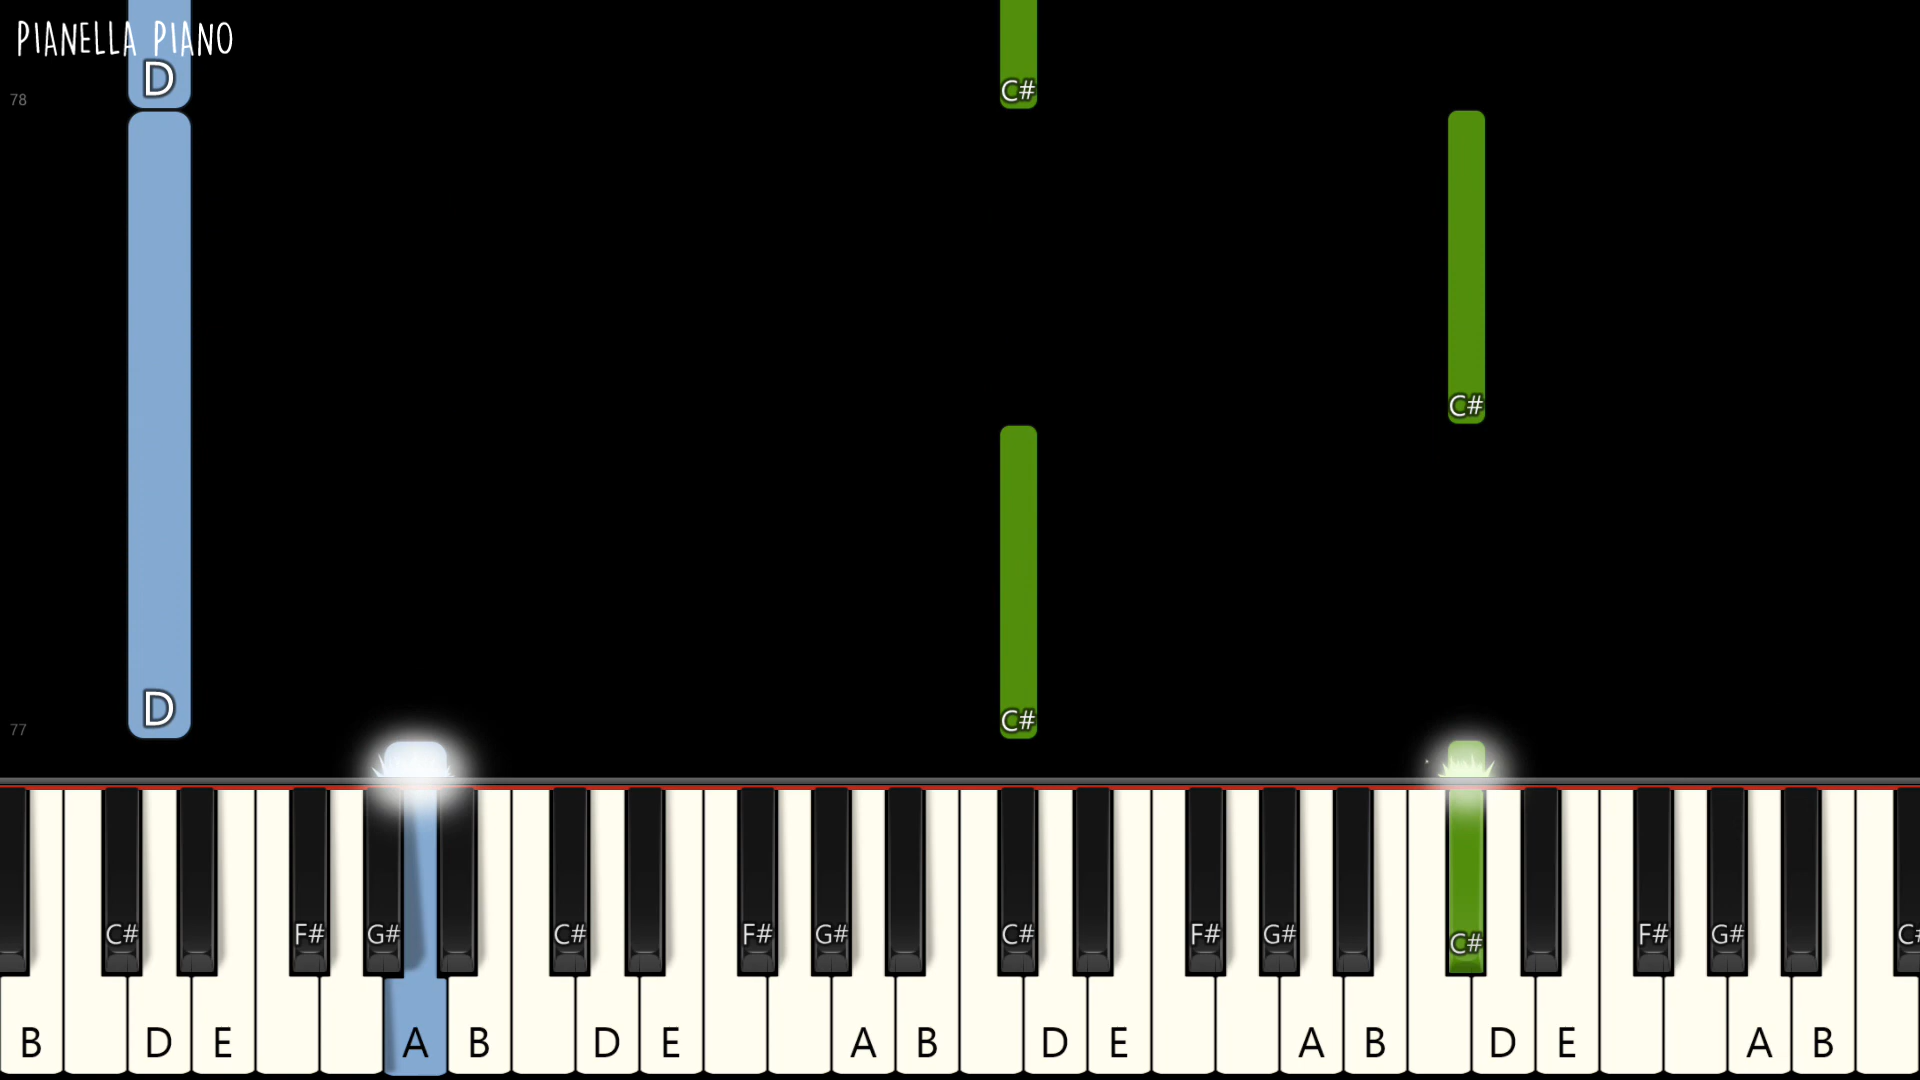 PIANELLA PIANO
D
C#
78
C#
D
C#
77
C# F# G# C# F# G# C# F# G# C# F# G# C#
B D E A B D E A B D E A B D E A B